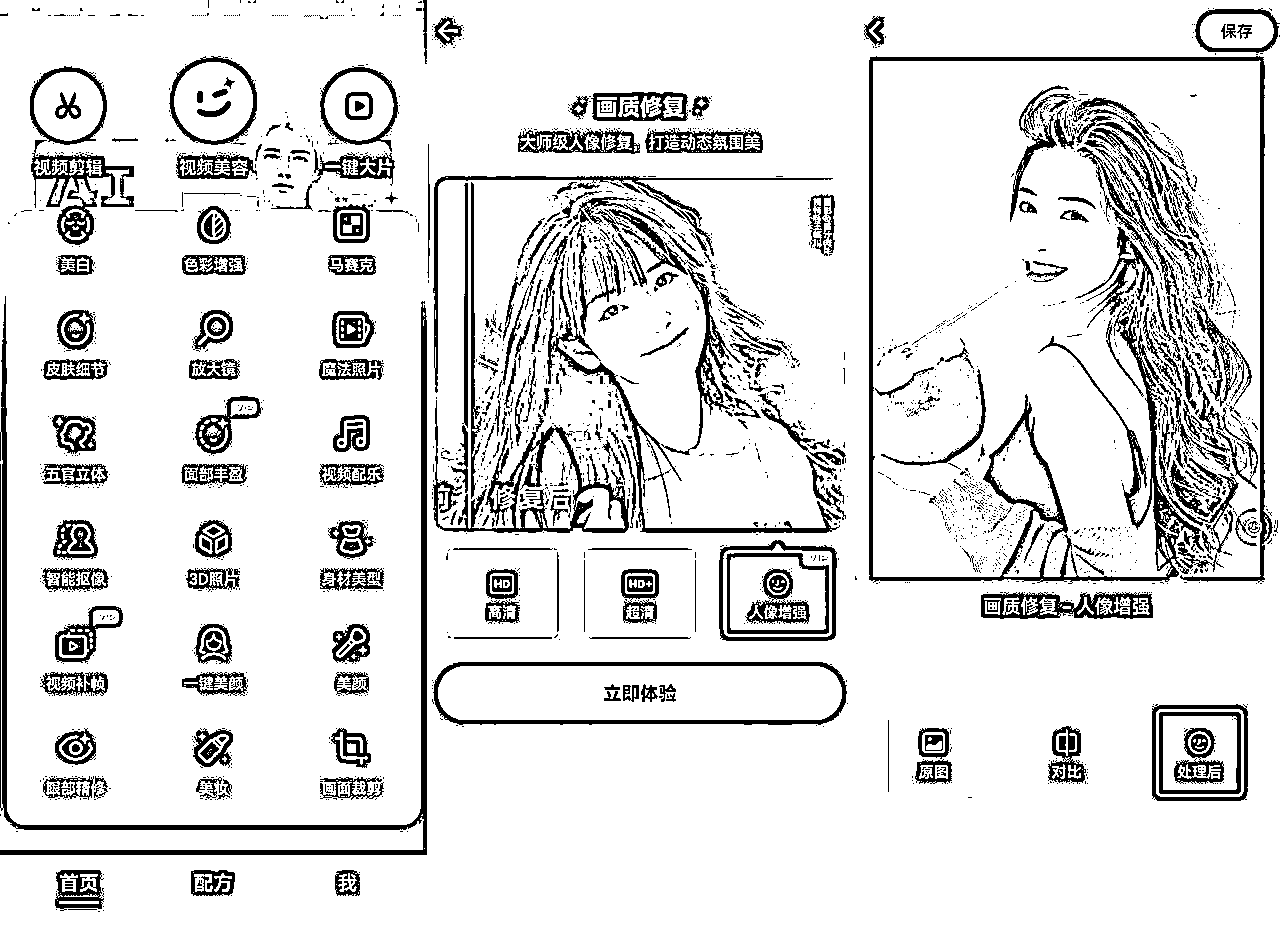 视频剪辑
视频美容
一键大片
AI
美白
色彩增强
马赛克
皮肤细节
放大镜
魔法照片
五官立体
面部丰盈
视频配乐
智能抠像
3D照片
身材美型
视频补帧
一键美颜
美颜
眼部精修
美妆
画面裁剪
首页
配方
我
画质修复
大师级人像修复，打造动态氛围美
修复后
HD
高清
HD+
超清
人像增强
立即体验
保存
画质修复-人像增强
原图
对比
处理后